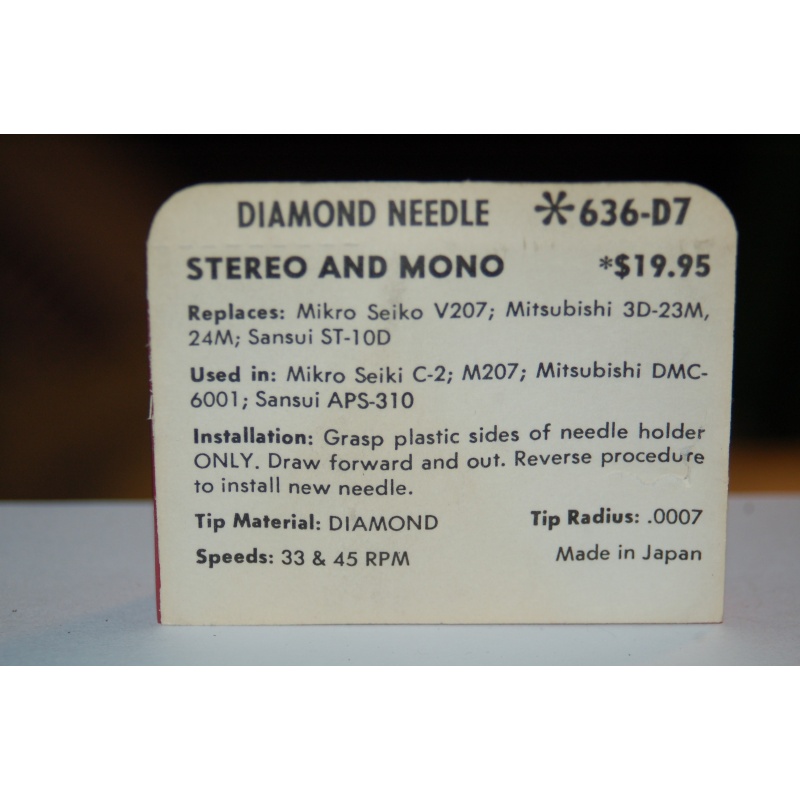 DIAMOND NEEDLE *636-D7
STEREO AND MONO *$19.95
Replaces: Mikro Seiko V207; Mitsubishi 3D-23M,
24M; Sansui ST-10D
Used in: Mikro Seiki C-2; M207; Mitsubishi DMC-
6001; Sansui APS-310
Installation: Grasp plastic sides of needle holder
ONLY. Draw forward and out. Reverse procedure
to install new needle.
Tip Material: DIAMOND Tip Radius: .0007
Speeds: 33 & 45 RPM Made in Japan